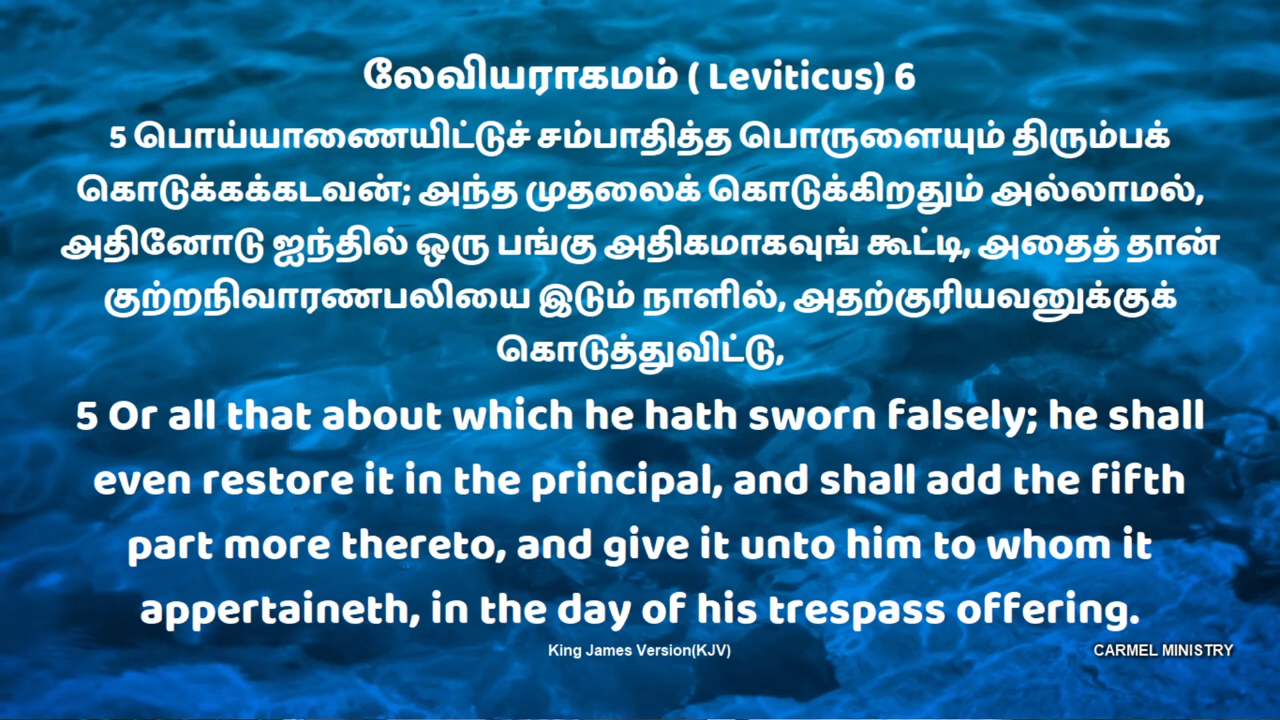 லேவியராகமம் ( Leviticus) 6
5 பொய்யாணையிட்டுச் சம்பாதித்த பொருளையும் திரும்பக்
கொடுக்கக்கடவன்; அந்த முதலைக் கொடுக்கிறதும் அல்லாமல்,
அதினோடு ஐந்தில் ஒரு பங்கு அதிகமாகவுங் கூட்டி, அதைத் தான்
குற்றநிவாரணபலியை இடும் நாளில், அதற்குரியவனுக்குக்
கொடுத்துவிட்டு,
5 Or all that about which he hath sworn falsely; he shall
even restore it in the principal, and shall add the fifth
part more thereto, and give it unto him to whom it
appertaineth, in the day of his trespass offering.
King James Version(KJV)
CARMEL MINISTRY